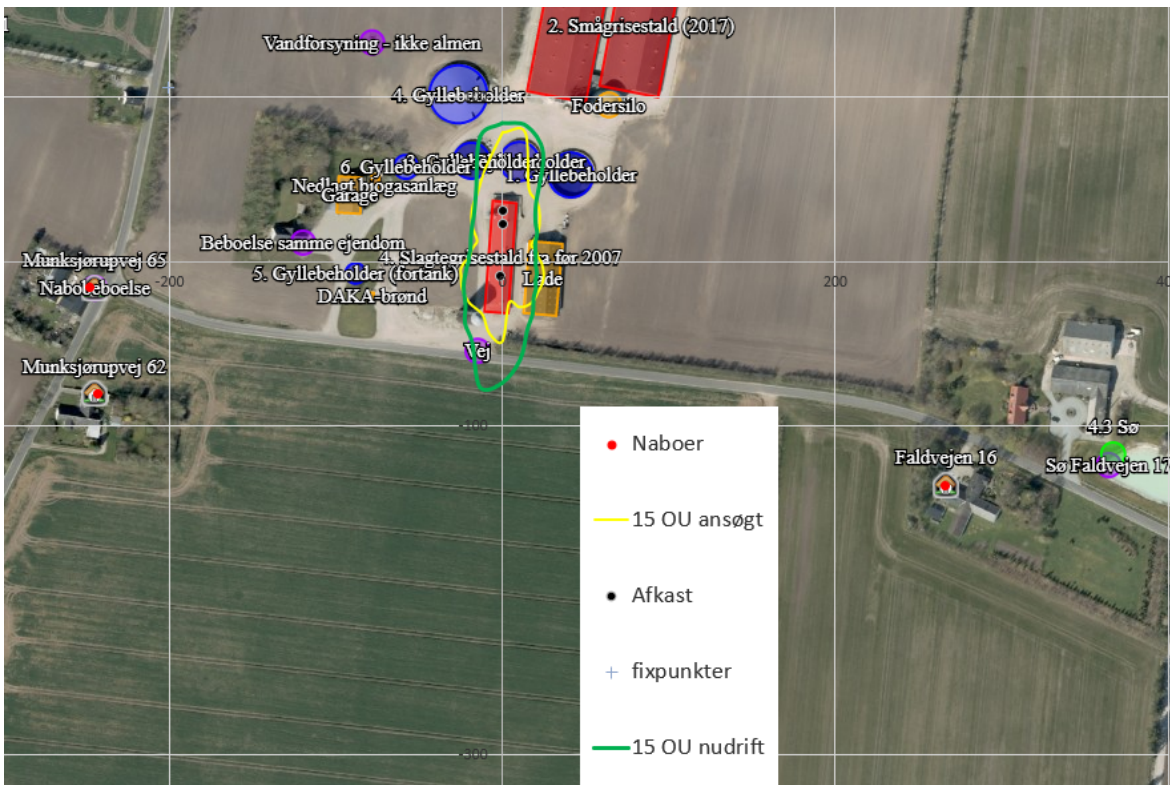 1
2. Smågrisestald (2017)
Vandforsyning - ikke almen
4. Gyllebeholder
Fodersilo
6. Gyllebeholder
1. Gyllebeholder
Nedlagt biogasanlæg
Garage
Beboelse samme ejendom
4. Slagtegrisestald fra før 2007
Munksjørupvej 65
5. Gyllebeholder (fortank)
Lade
-200
0
200
40
Nabobeboelse
DAKA-brønd
Vej
Munksjørupvej 62
-100
4.3 Sø
Faldvejen 16
Sø Faldvejen 17
Naboer
15 OU ansøgt
Afkast
fixpunkter
15 OU nudrift
-300